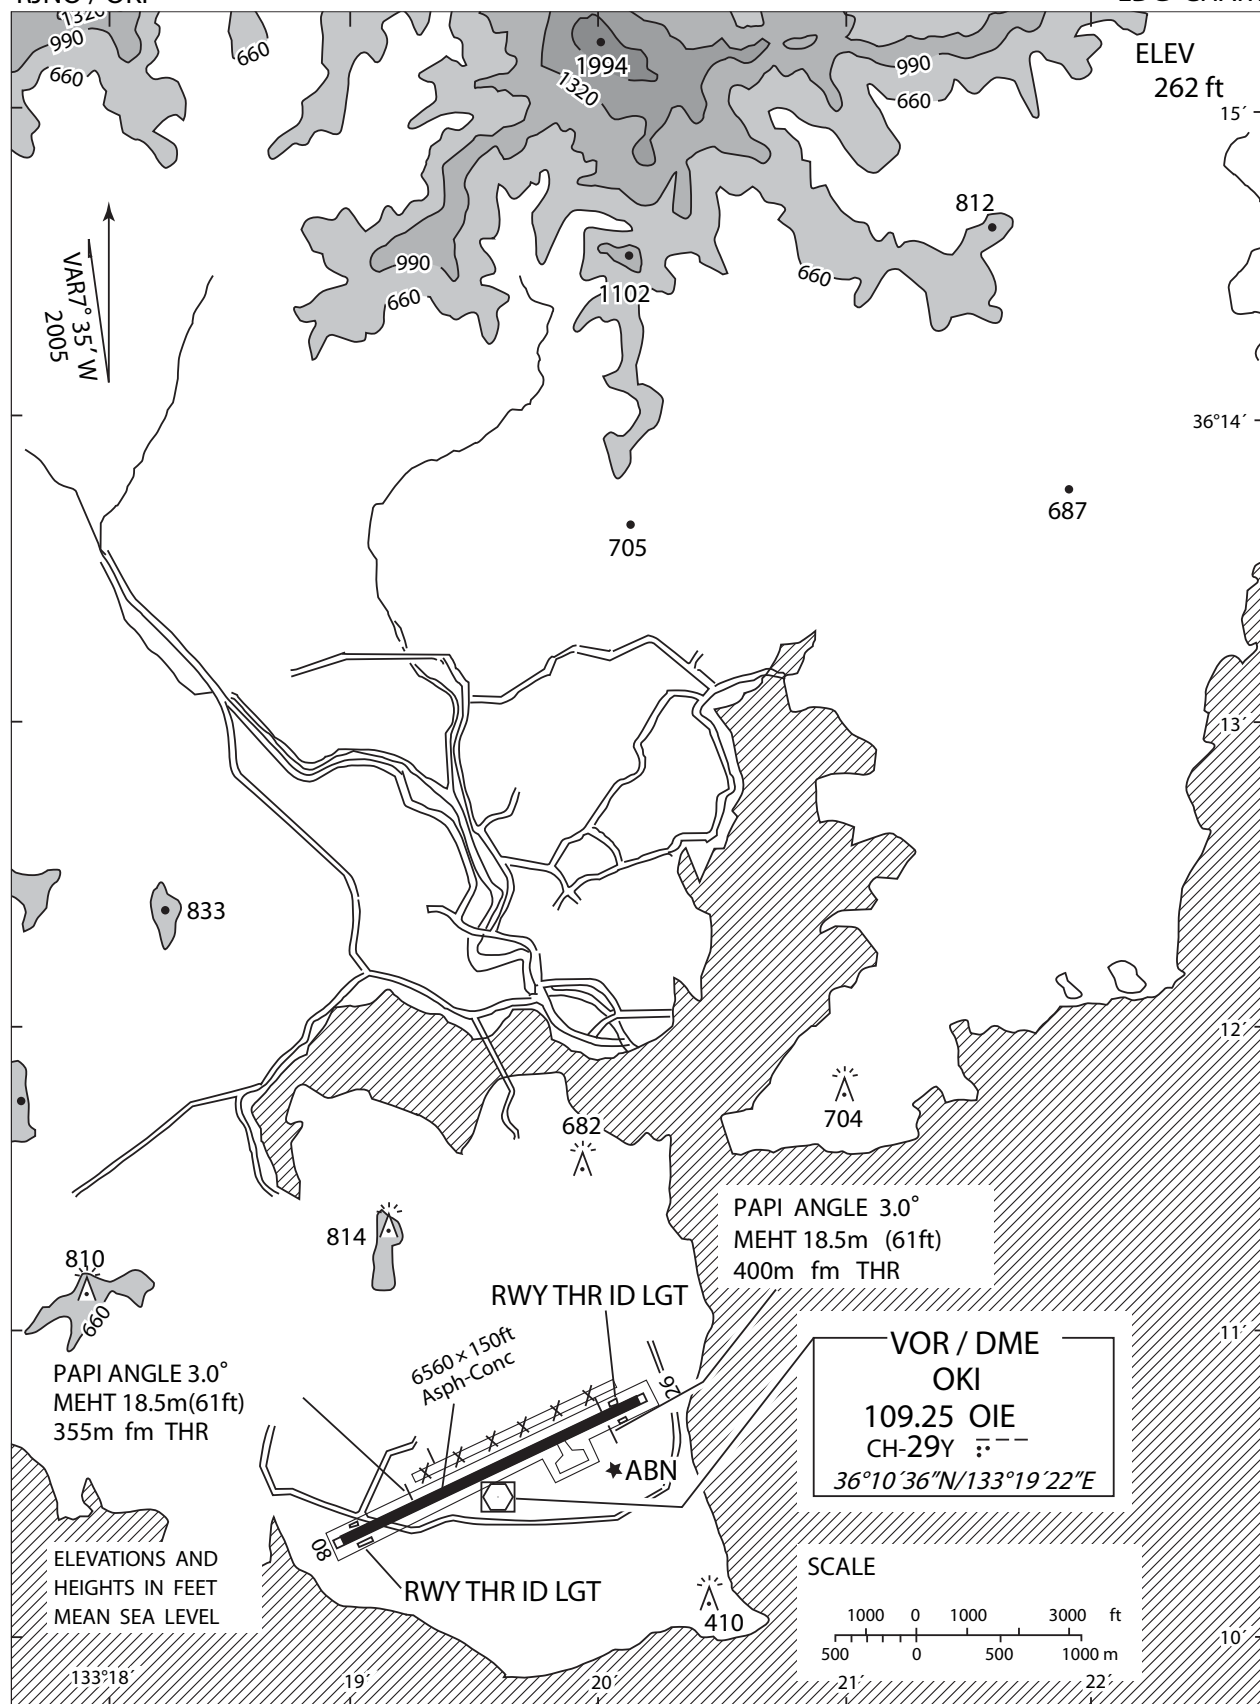 RJNO / OKI
1320
990
660
660
1994
1320
990
660
ELEV
262 ft
15´
812
990
660
1102
660
VAR7° 35´ W
2005
36°14´
687
705
13´
833
12´
704
682
814
810
660
PAPI ANGLE 3.0°
MEHT 18.5m (61ft)
400m fm THR
RWY THR ID LGT
6560 × 150ft
Asph-Conc
11´
PAPI ANGLE 3.0°
MEHT 18.5m(61ft)
355m fm THR
26
VOR / DME
OKI
109.25 OIE
CH-29Y
36°10´36”N/133°19´22”E
ABN
08
ELEVATIONS AND
HEIGHTS IN FEET
MEAN SEA LEVEL
RWY THR ID LGT
410
SCALE
1000 0 1000 3000 ft
500 0 500 1000 m
10´
133°18´
19´
20´
21´
22´